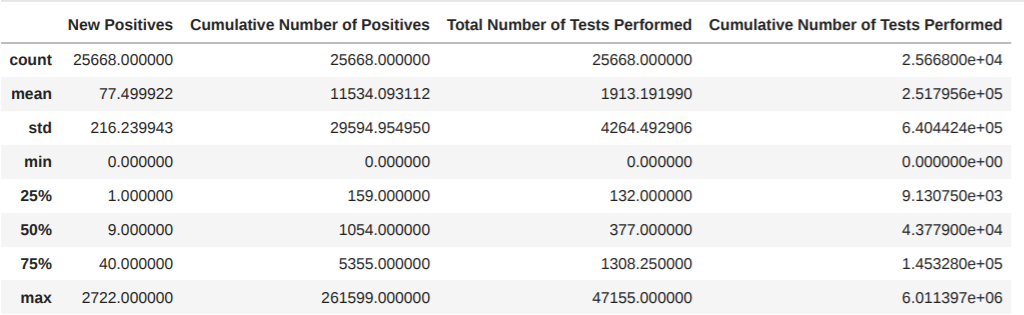 New Positives Cumulative Number of Positives Total Number of Tests Performed Cumulative Number of Tests Performed
count 25668.000000 25668.000000 25668.000000 2.566800e+04
mean 77.499922 11534.093112 1913.191990 2.517956e+05
std 216.239943 29594.954950 4264.492906 6.404424e+05
min 0.000000 0.000000 0.000000 0.000000e+00
25% 1.000000 159.000000 132.000000 9.130750e+03
50% 9.000000 1054.000000 377.000000 4.377900e+04
75% 40.000000 5355.000000 1308.250000 1.453280e+05
max 2722.000000 261599.000000 47155.000000 6.011397e+06